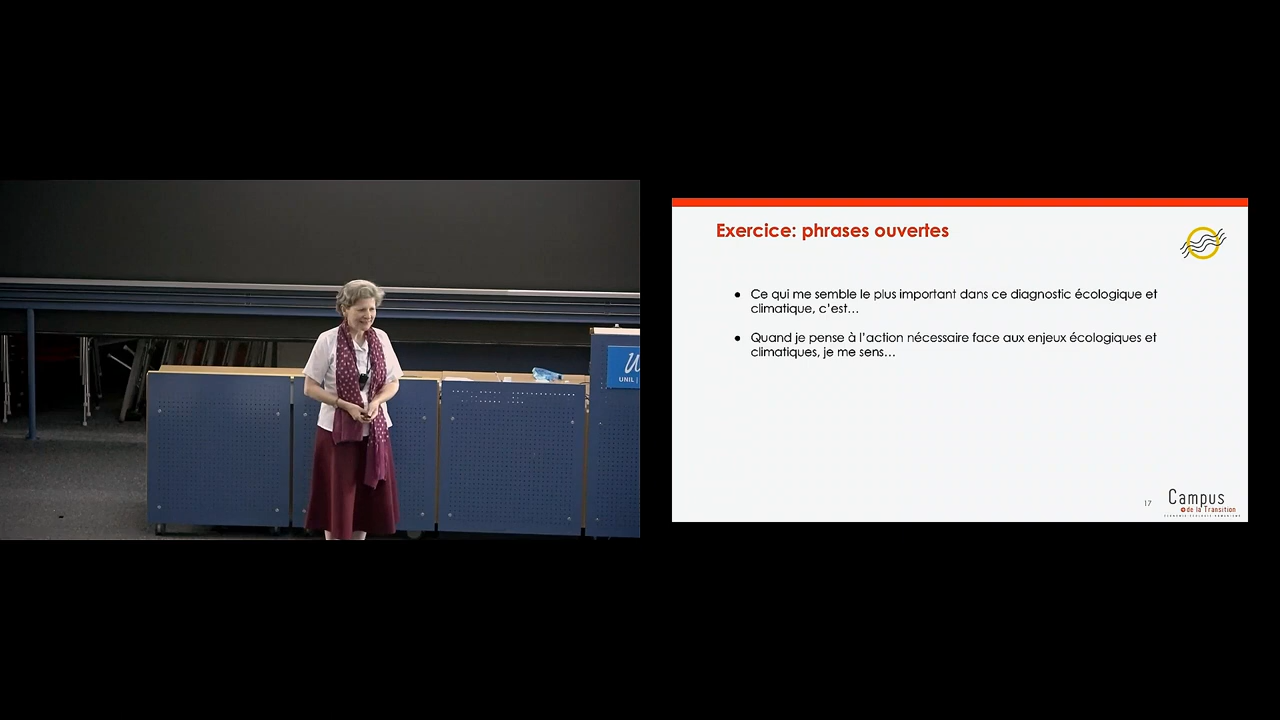 UNIL |
Exercice: phrases ouvertes
● Ce qui me semble le plus important dans ce diagnostic écologique et
climatique, c'est...
● Quand je pense à l'action nécessaire face aux enjeux écologiques et
climatiques, je me sens...
17
Campus
de la Transition